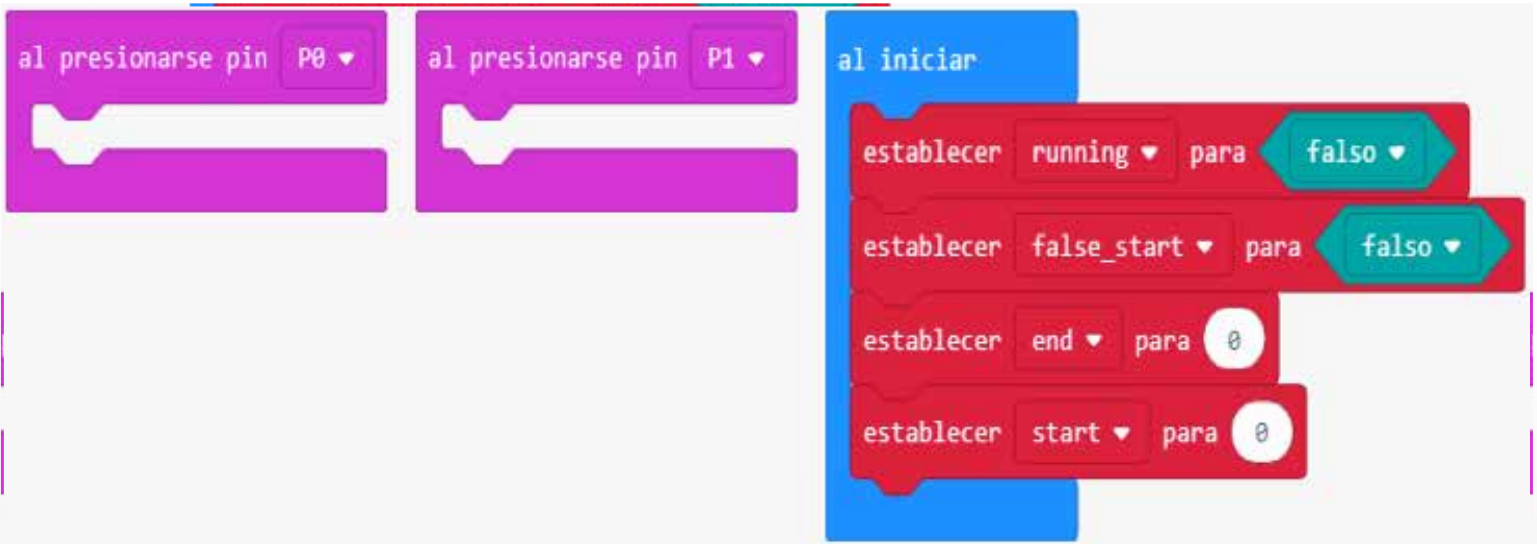 al presionarse pin P0
al presionarse pin P1
al iniciar
establecer running para falso
establecer false_start para falso
establecer end para 0
establecer start para 0